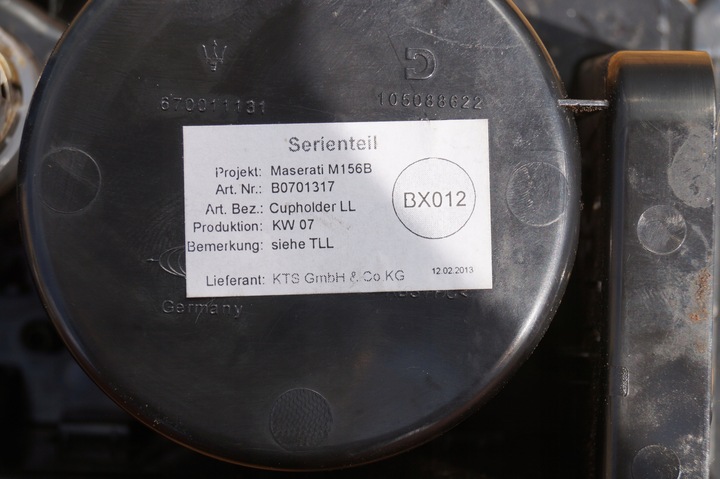 670011131 105088622
Serienteil
Projekt: Maserati M156B
Art. Nr.: B0701317
Art. Bez.: Cupholder LL
Produktion: KW 07
Bemerkung: siehe TLL
BX012
Lieferant: KTS GmbH & Co.KG 12.02.2013
Germany